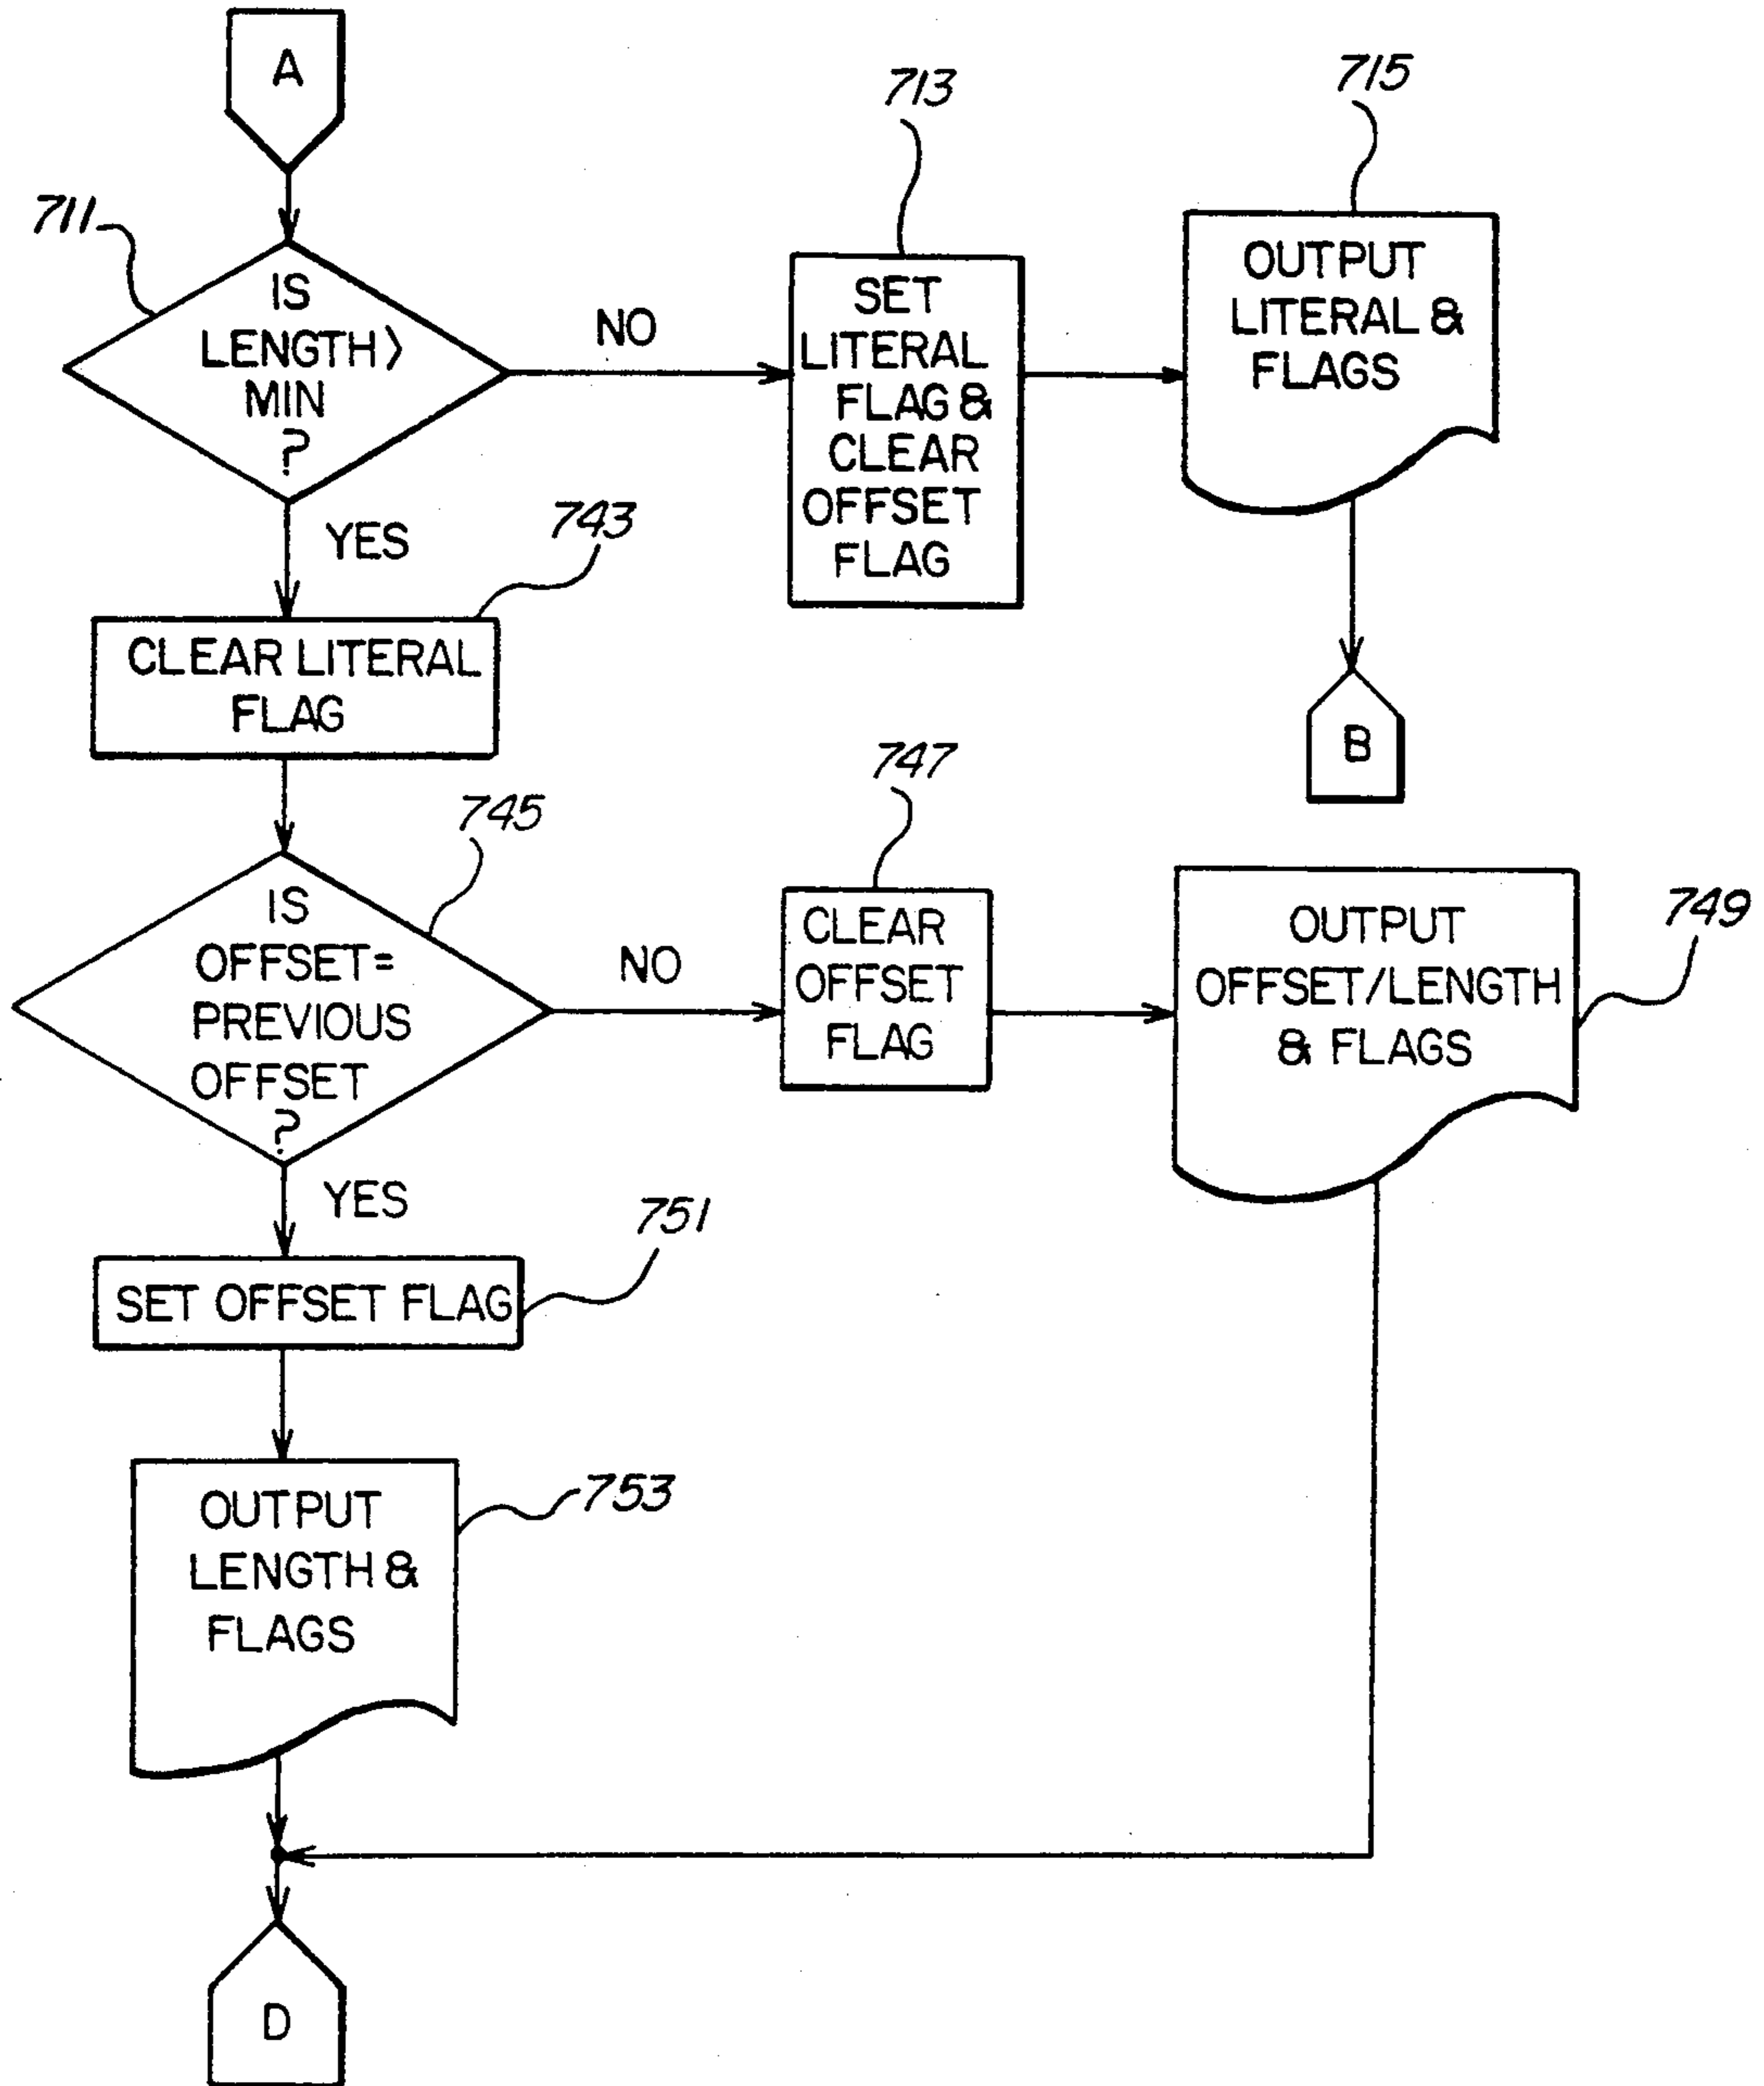 A
711
IS
LENGTH >
MIN
?
NO
713
SET
LITERAL
FLAG &
CLEAR
OFFSET
FLAG
715
OUTPUT
LITERAL &
FLAGS
B
YES
743
CLEAR LITERAL
FLAG
745
IS
OFFSET =
PREVIOUS
OFFSET
?
NO
747
CLEAR
OFFSET
FLAG
749
OUTPUT
OFFSET/LENGTH
& FLAGS
YES
751
SET OFFSET FLAG
753
OUTPUT
LENGTH &
FLAGS
D